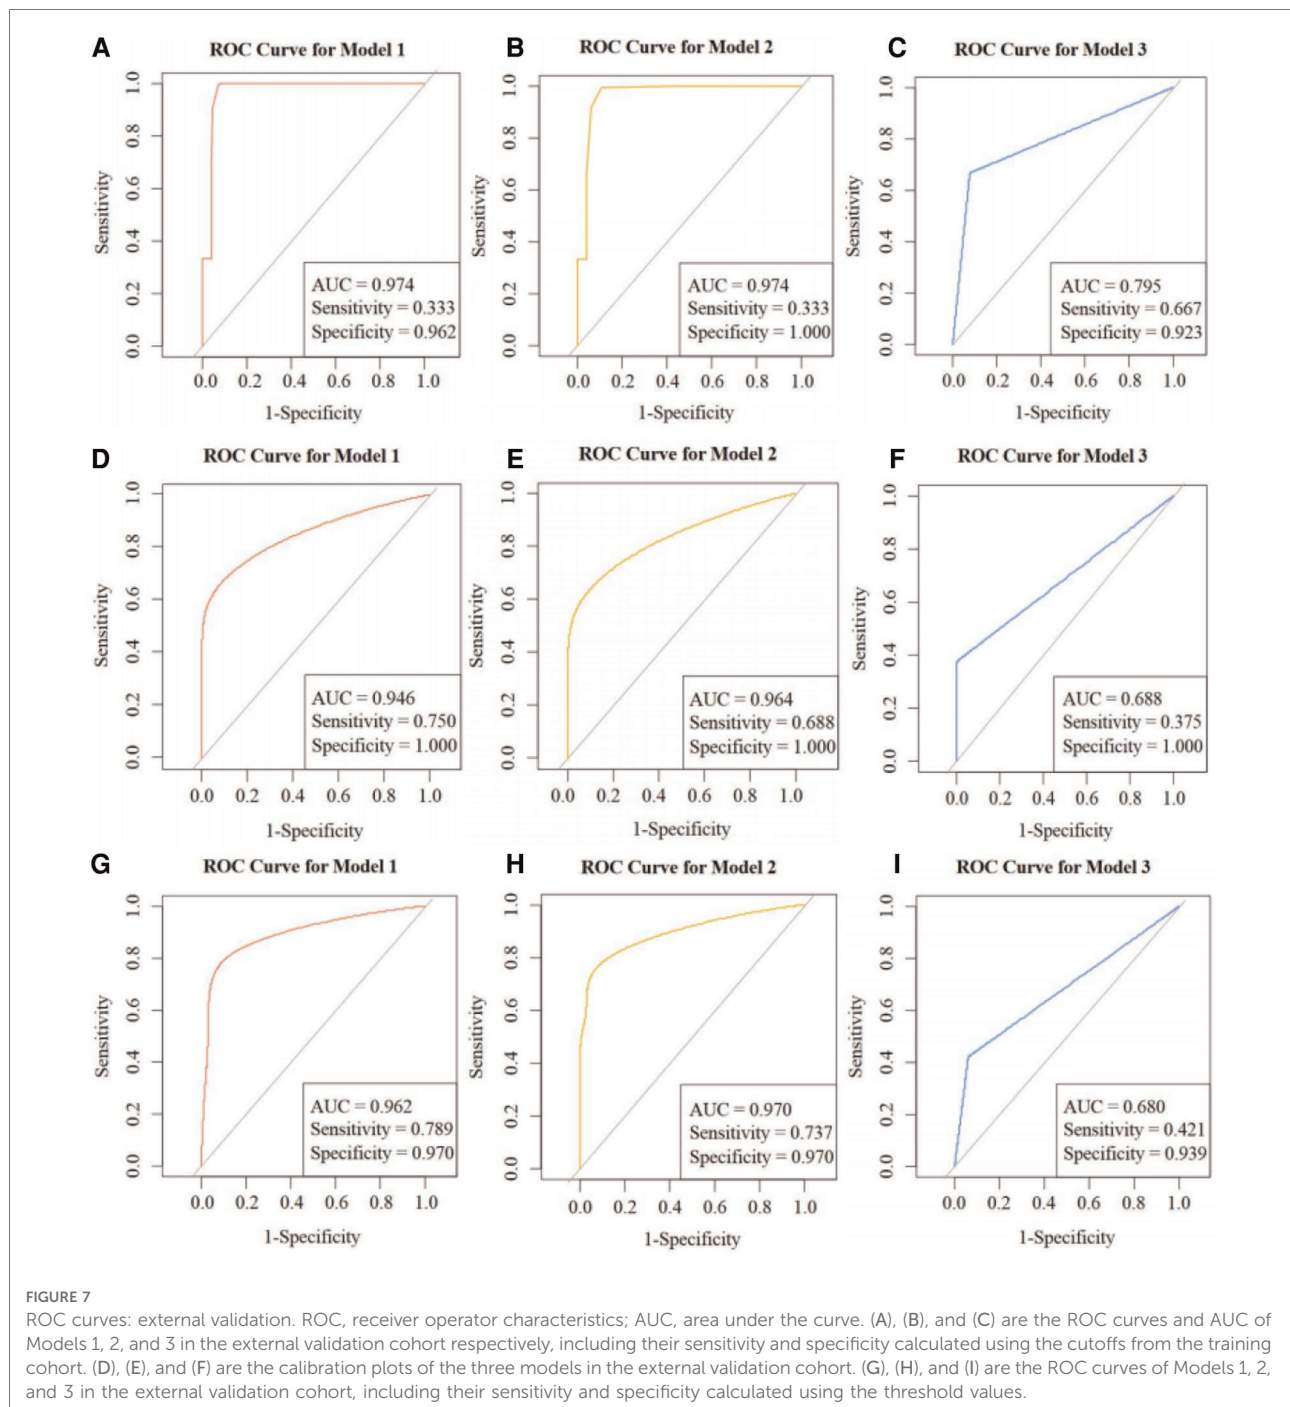 A
ROC Curve for Model 1
Sensitivity
0.0 0.2 0.4 0.6 0.8 1.0
AUC = 0.974
Sensitivity = 0.333
Specificity = 0.962
0.0 0.2 0.4 0.6 0.8 1.0
1-Specificity
B
ROC Curve for Model 2
Sensitivity
0.0 0.2 0.4 0.6 0.8 1.0
AUC = 0.974
Sensitivity = 0.333
Specificity = 1.000
0.0 0.2 0.4 0.6 0.8 1.0
1-Specificity
C
ROC Curve for Model 3
Sensitivity
0.0 0.2 0.4 0.6 0.8 1.0
AUC = 0.795
Sensitivity = 0.667
Specificity = 0.923
0.0 0.2 0.4 0.6 0.8 1.0
1-Specificity
D
ROC Curve for Model 1
Sensitivity
0.0 0.2 0.4 0.6 0.8 1.0
AUC = 0.946
Sensitivity = 0.750
Specificity = 1.000
0.0 0.2 0.4 0.6 0.8 1.0
1-Specificity
E
ROC Curve for Model 2
Sensitivity
0.0 0.2 0.4 0.6 0.8 1.0
AUC = 0.964
Sensitivity = 0.688
Specificity = 1.000
0.0 0.2 0.4 0.6 0.8 1.0
1-Specificity
F
ROC Curve for Model 3
Sensitivity
0.0 0.2 0.4 0.6 0.8 1.0
AUC = 0.688
Sensitivity = 0.375
Specificity = 1.000
0.0 0.2 0.4 0.6 0.8 1.0
1-Specificity
G
ROC Curve for Model 1
Sensitivity
0.0 0.2 0.4 0.6 0.8 1.0
AUC = 0.962
Sensitivity = 0.789
Specificity = 0.970
0.0 0.2 0.4 0.6 0.8 1.0
1-Specificity
H
ROC Curve for Model 2
Sensitivity
0.0 0.2 0.4 0.6 0.8 1.0
AUC = 0.970
Sensitivity = 0.737
Specificity = 0.970
0.0 0.2 0.4 0.6 0.8 1.0
1-Specificity
I
ROC Curve for Model 3
Sensitivity
0.0 0.2 0.4 0.6 0.8 1.0
AUC = 0.680
Sensitivity = 0.421
Specificity = 0.939
0.0 0.2 0.4 0.6 0.8 1.0
1-Specificity
FIGURE 7
ROC curves: external validation. ROC, receiver operator characteristics; AUC, area under the curve. (A), (B), and (C) are the ROC curves and AUC of
Models 1, 2, and 3 in the external validation cohort respectively, including their sensitivity and specificity calculated using the cutoffs from the training
cohort. (D), (E), and (F) are the calibration plots of the three models in the external validation cohort. (G), (H), and (I) are the ROC curves of Models 1, 2,
and 3 in the external validation cohort, including their sensitivity and specificity calculated using the threshold values.